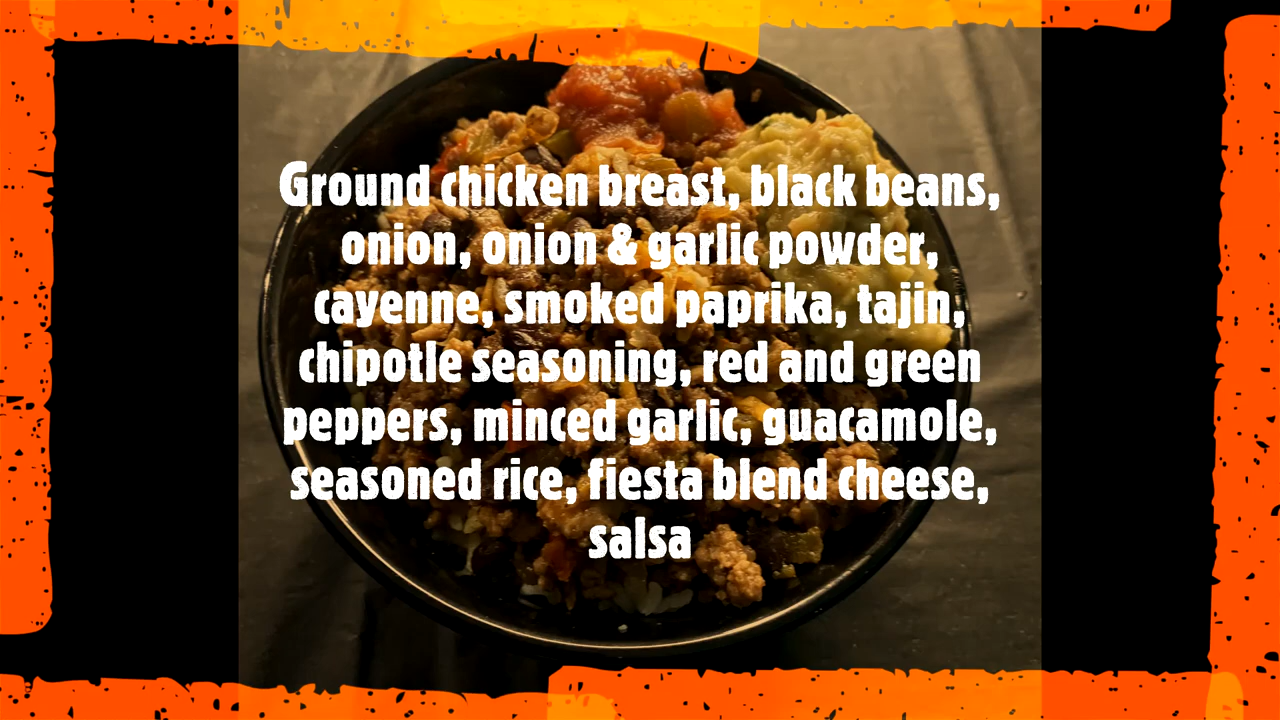 Ground chicken breast, black beans,
onion, onion & garlic powder,
cayenne, smoked paprika, tajin,
chipotle seasoning, red and green
peppers, minced garlic, guacamole,
seasoned rice, fiesta blend cheese,
salsa